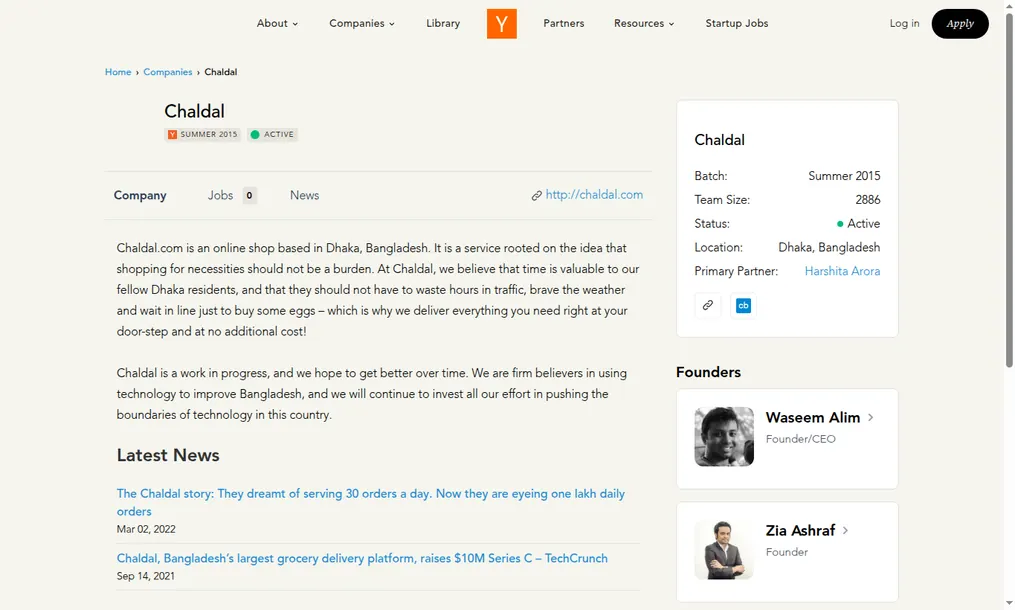 About
Companies
Library
Y
Partners
Resources
Startup Jobs
Log in
Apply
Home › Companies › Chaldal
Chaldal
Y SUMMER 2015
ACTIVE
Company
Jobs 0
News
http://chaldal.com
Chaldal.com is an online shop based in Dhaka, Bangladesh. It is a service rooted on the idea that
shopping for necessities should not be a burden. At Chaldal, we believe that time is valuable to our
fellow Dhaka residents, and that they should not have to waste hours in traffic, brave the weather
and wait in line just to buy some eggs – which is why we deliver everything you need right at your
door-step and at no additional cost!
Chaldal is a work in progress, and we hope to get better over time. We are firm believers in using
technology to improve Bangladesh, and we will continue to invest all our effort in pushing the
boundaries of technology in this country.
Latest News
The Chaldal story: They dreamt of serving 30 orders a day. Now they are eyeing one lakh daily
orders
Mar 02, 2022
Chaldal, Bangladesh's largest grocery delivery platform, raises $10M Series C – TechCrunch
Sep 14, 2021
Chaldal
Batch: Summer 2015
Team Size: 2886
Status: Active
Location: Dhaka, Bangladesh
Primary Partner: Harshita Arora
cb
Founders
Waseem Alim
Founder/CEO
Zia Ashraf
Founder